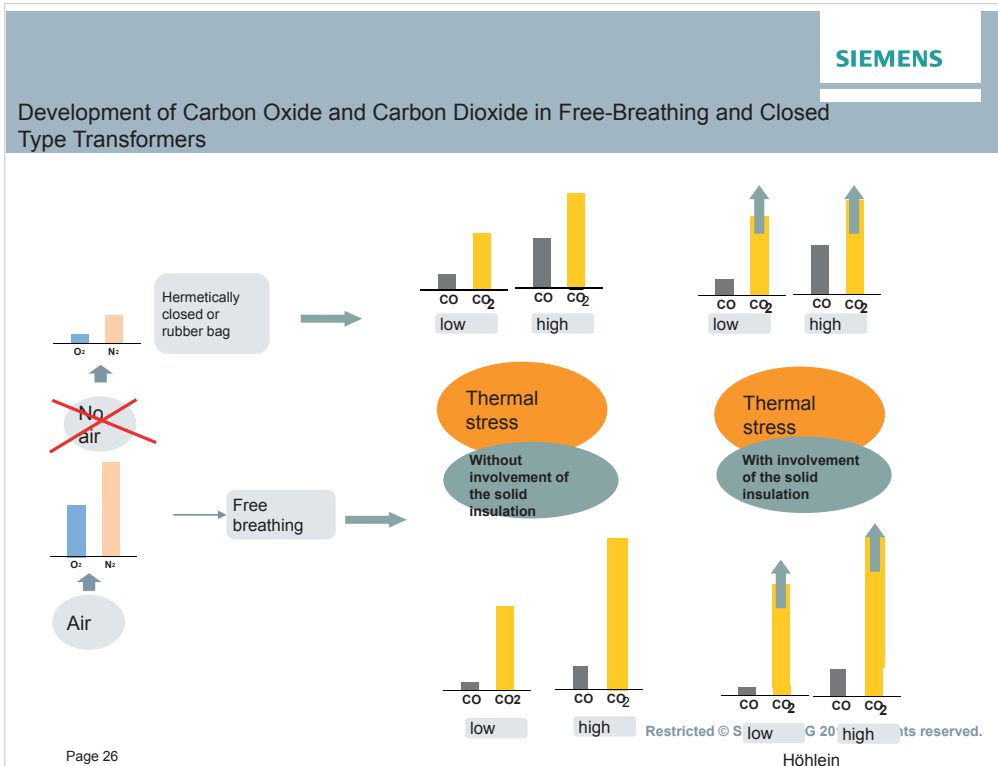 SIEMENS
Development of Carbon Oxide and Carbon Dioxide in Free-Breathing and Closed
Type Transformers
Hermetically
closed or
rubber bag
O₂ N₂
No
air
CO CO₂
low
CO CO₂
high
CO CO₂
low
CO CO₂
high
Thermal
stress
Without
involvement of
the solid
insulation
Thermal
stress
With involvement
of the solid
insulation
Free
breathing
O₂ N₂
Air
CO CO2
low
CO CO₂
high
CO CO₂
low
CO CO₂
high
Restricted © S G 20 nts reserved.
Page 26
Höhlein